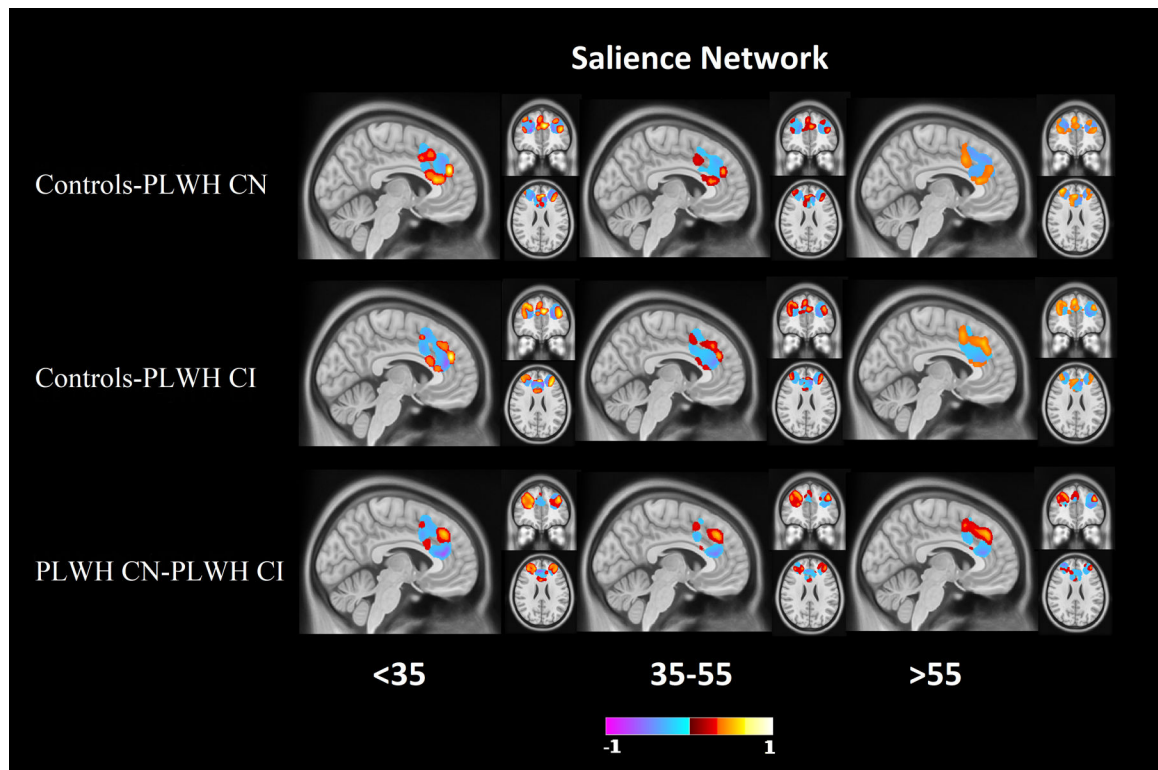 Salience Network
Controls-PLWH CN
Controls-PLWH CI
PLWH CN-PLWH CI
<35 35-55 >55
-1 1